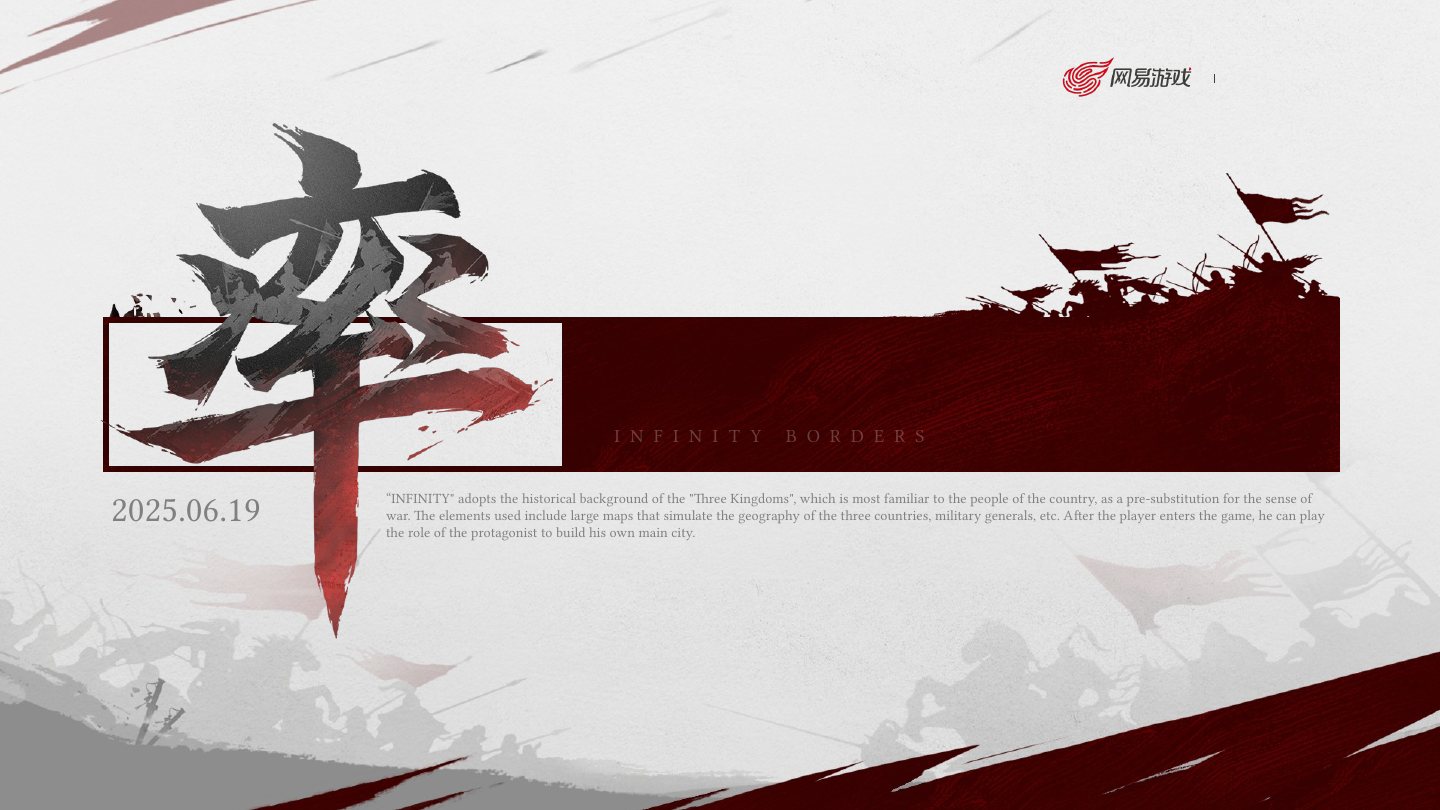 网易游戏
率
INFINITY BORDERS
2025.06.19
“INFINITY" adopts the historical background of the "Three Kingdoms", which is most familiar to the people of the country, as a pre-substitution for the sense of
war. The elements used include large maps that simulate the geography of the three countries, military generals, etc. After the player enters the game, he can play
the role of the protagonist to build his own main city.